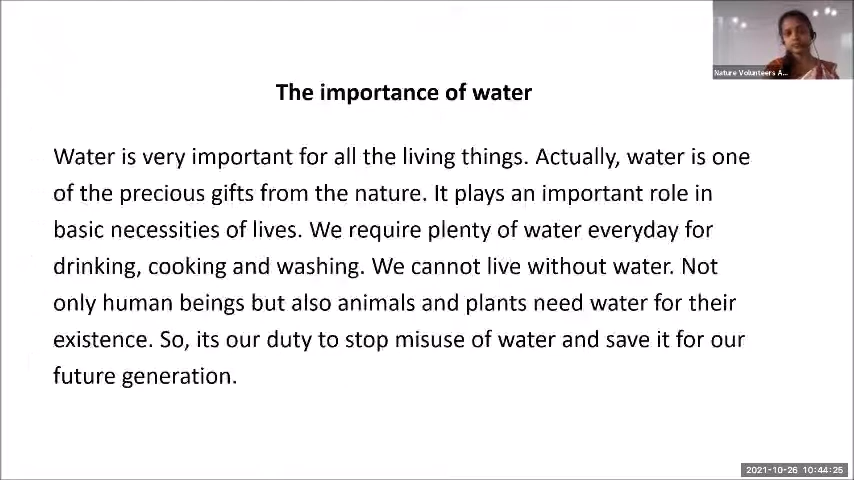 Nature Volunteers A...
The importance of water
Water is very important for all the living things. Actually, water is one
of the precious gifts from the nature. It plays an important role in
basic necessities of lives. We require plenty of water everyday for
drinking, cooking and washing. We cannot live without water. Not
only human beings but also animals and plants need water for their
existence. So, its our duty to stop misuse of water and save it for our
future generation.
2021-10-26 10:44:25